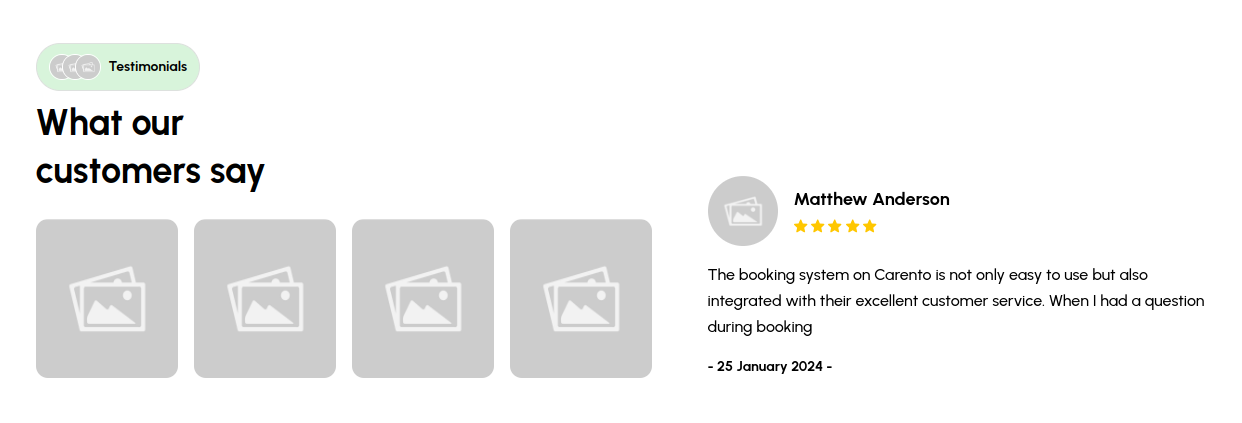 Testimonials
What our
customers say
Matthew Anderson
The booking system on Carento is not only easy to use but also
integrated with their excellent customer service. When I had a question
during booking
- 25 January 2024 -